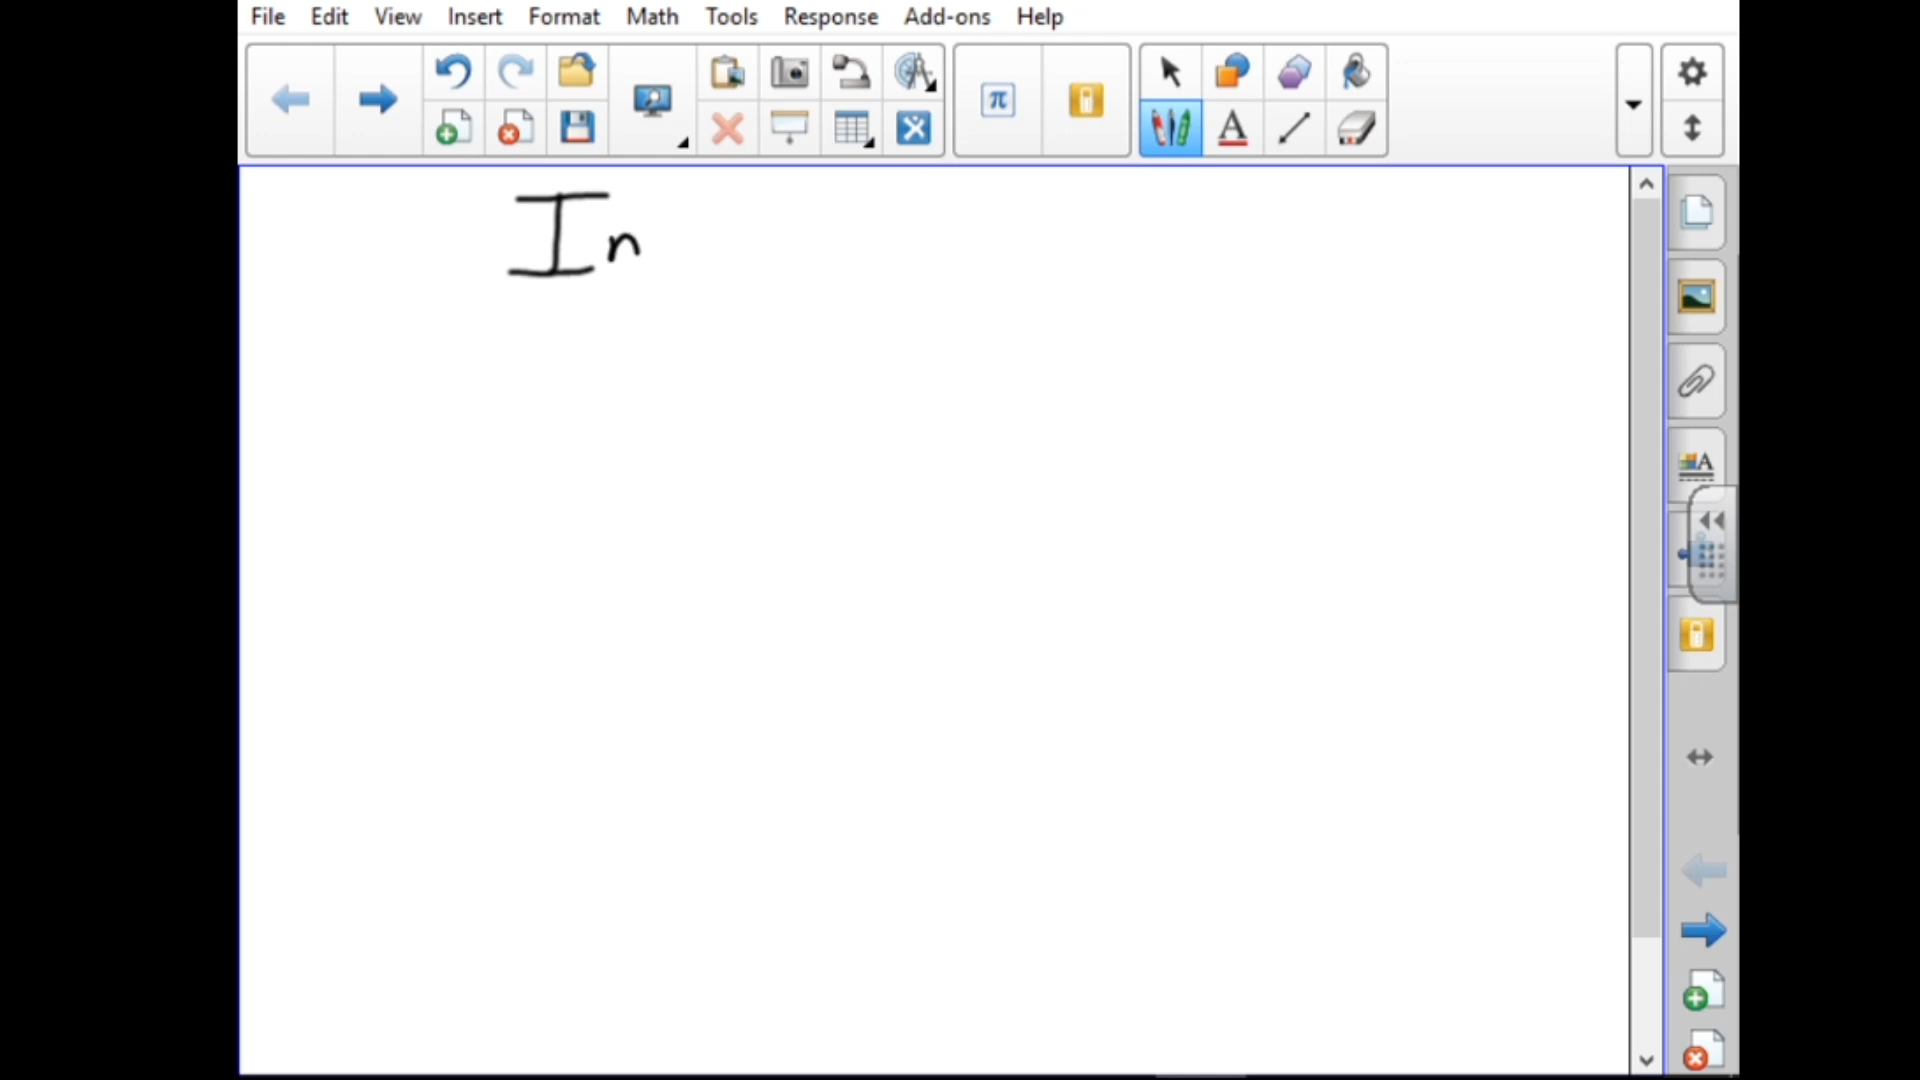 File Edit View Insert Format Math Tools Response Add-ons Help
π
A
A
In